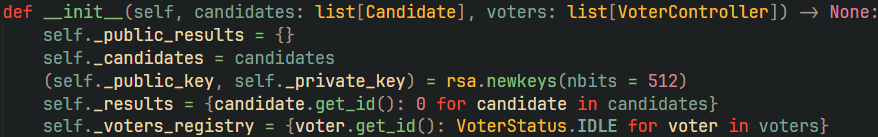 def __init__(self, candidates: list[Candidate], voters: list[VoterController]) -> None:
self._public_results = {}
self._candidates = candidates
(self._public_key, self._private_key) = rsa.newkeys(nbits = 512)
self._results = {candidate.get_id(): 0 for candidate in candidates}
self._voters_registry = {voter.get_id(): VoterStatus.IDLE for voter in voters}